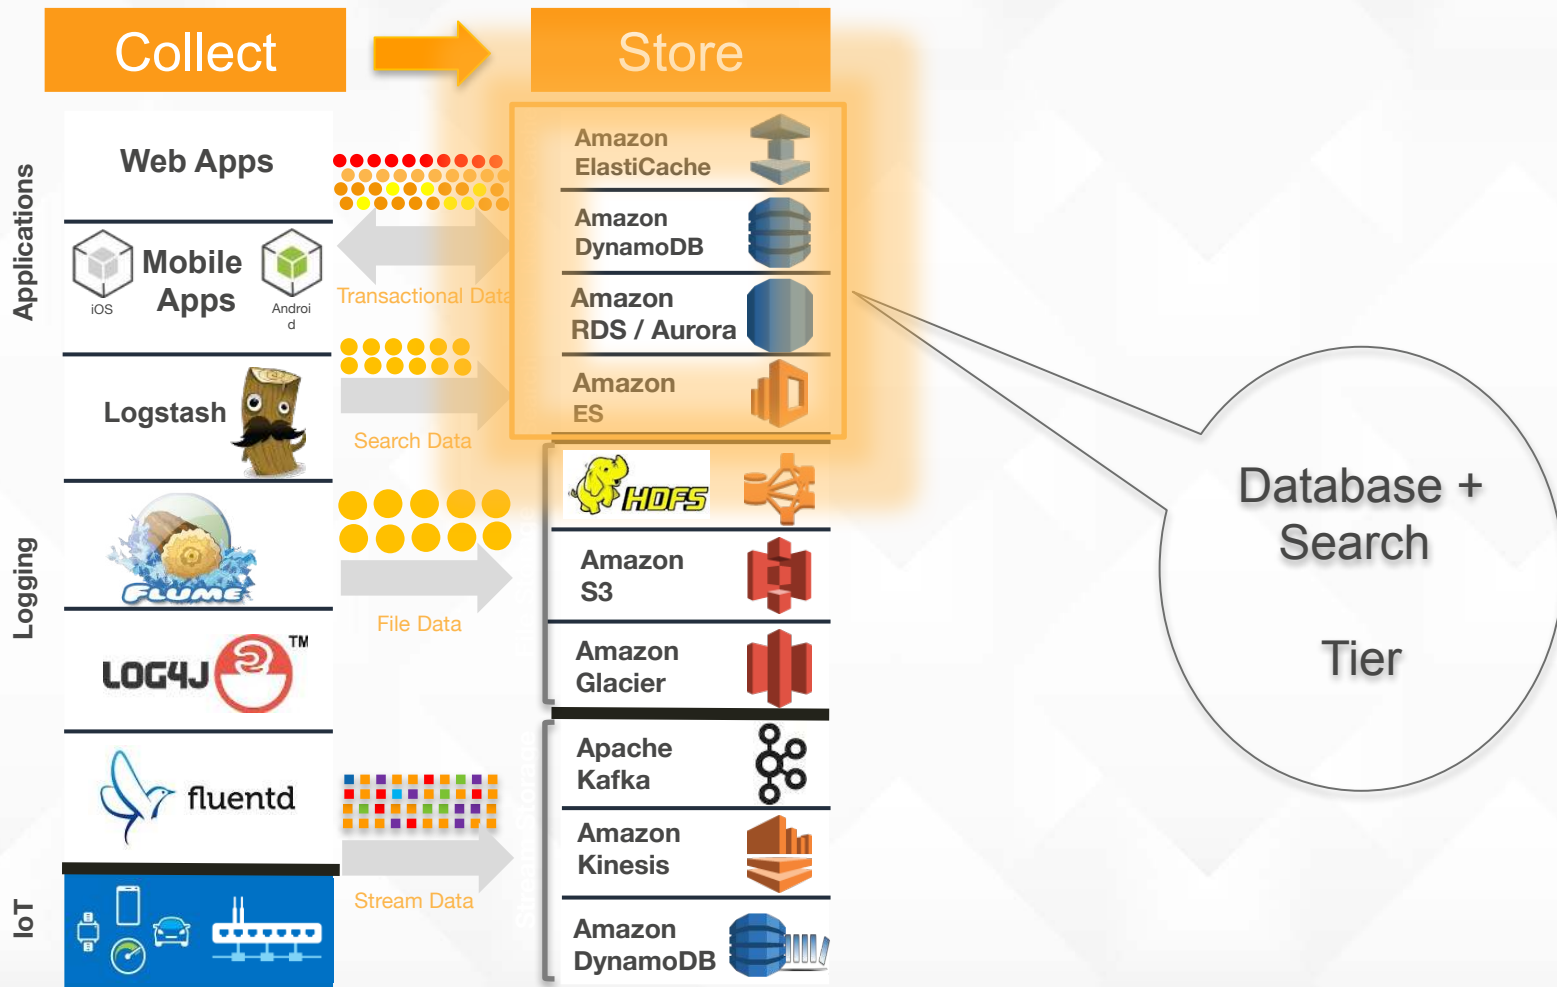 Collect
Store
Applications
Web Apps
iOS
Mobile
Apps
Androi
d
Transactional Data
Logstash
Search Data
Logging
FLUME
File Data
LOG4J
TM
fluentd
Stream Data
IoT
Amazon
ElastiCache
Amazon
DynamoDB
Amazon
RDS / Aurora
Amazon
ES
HDFS
Amazon
S3
Amazon
Glacier
Apache
Kafka
Amazon
Kinesis
Amazon
DynamoDB
Database +
Search
Tier